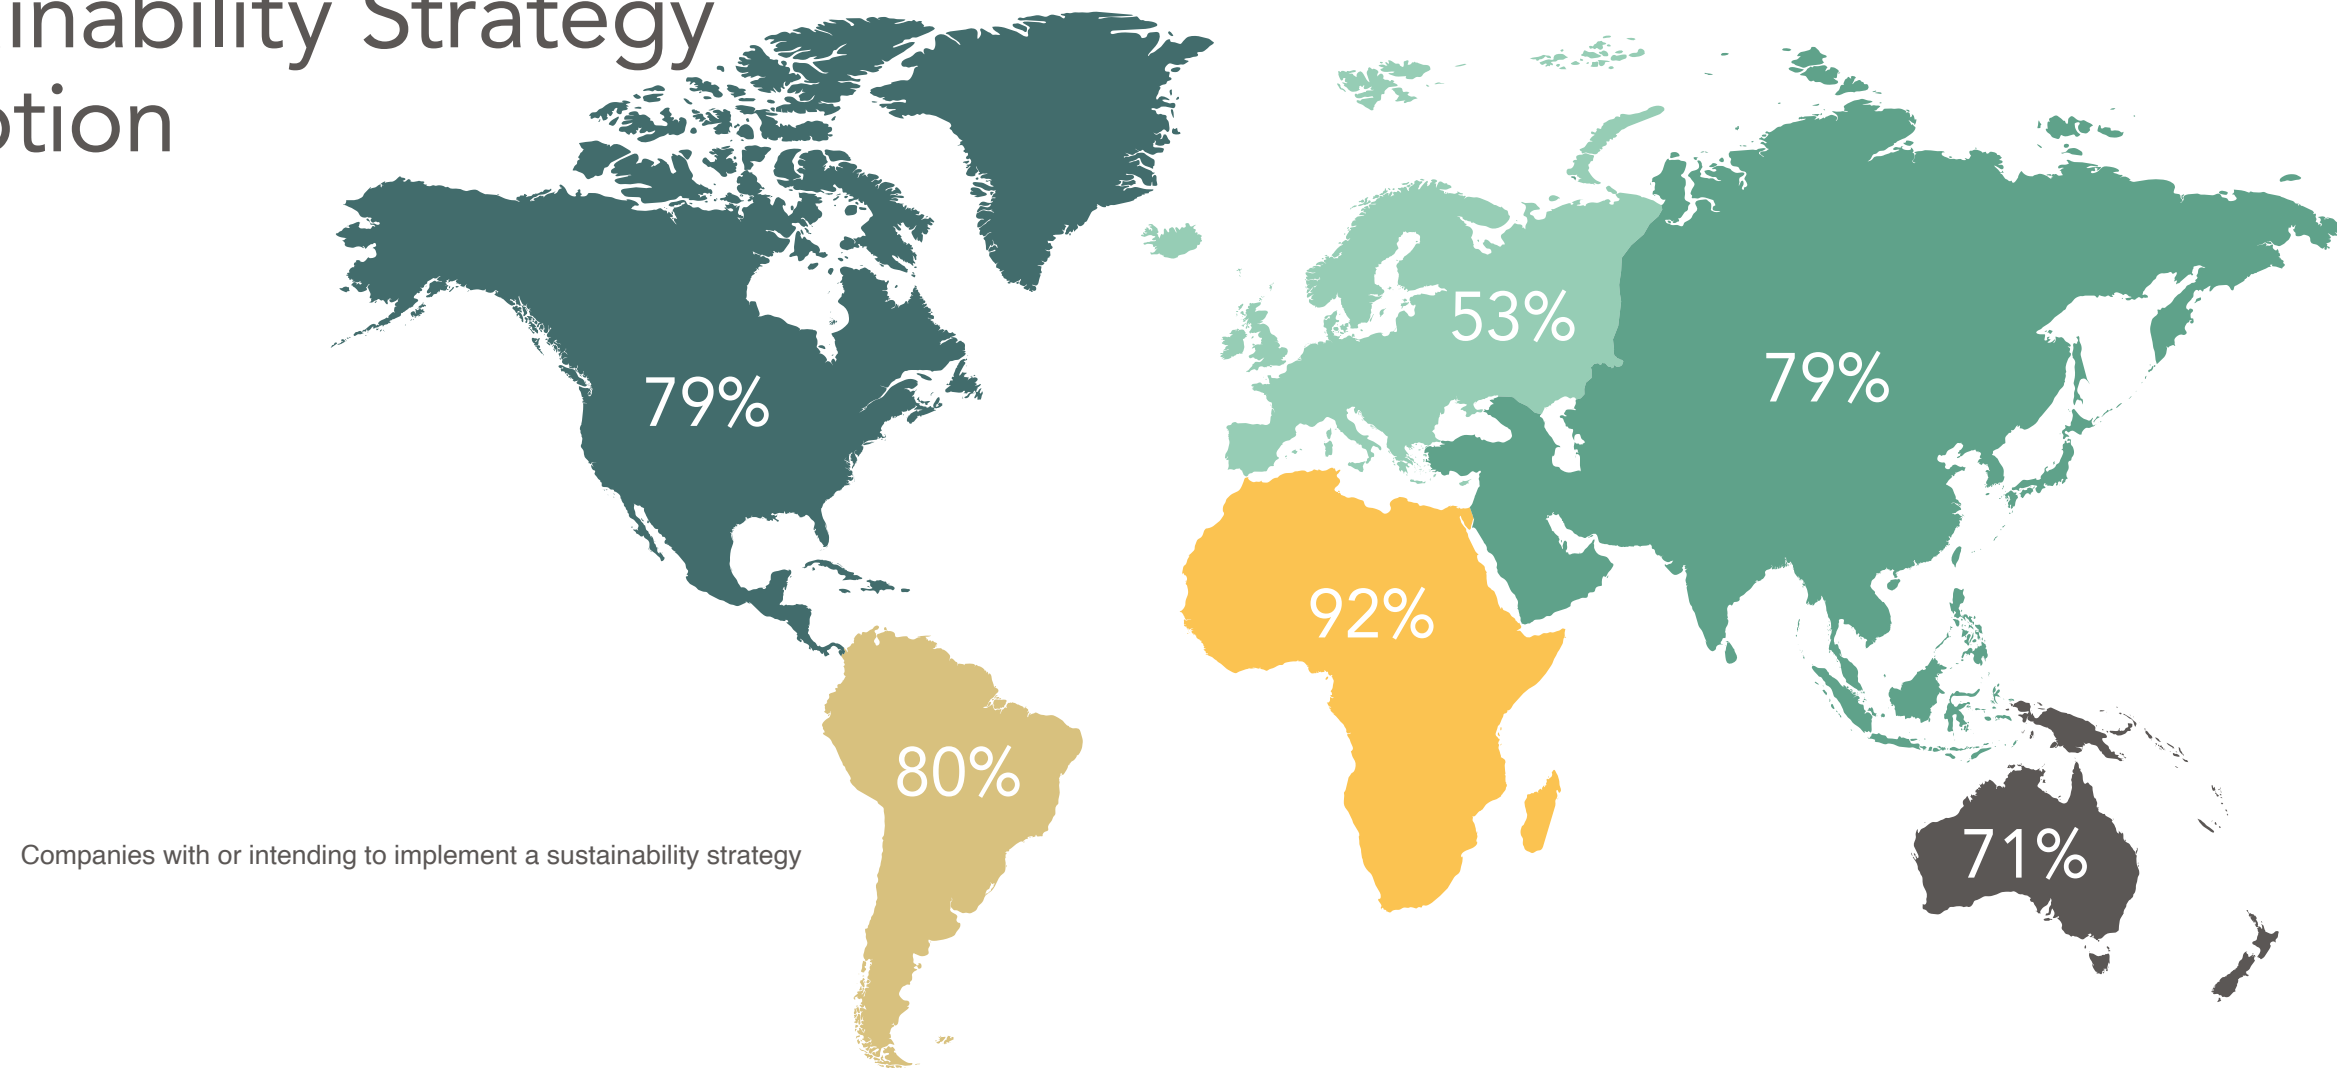 inability Strategy
otion
53%
79%
79%
92%
80%
71%
Companies with or intending to implement a sustainability strategy